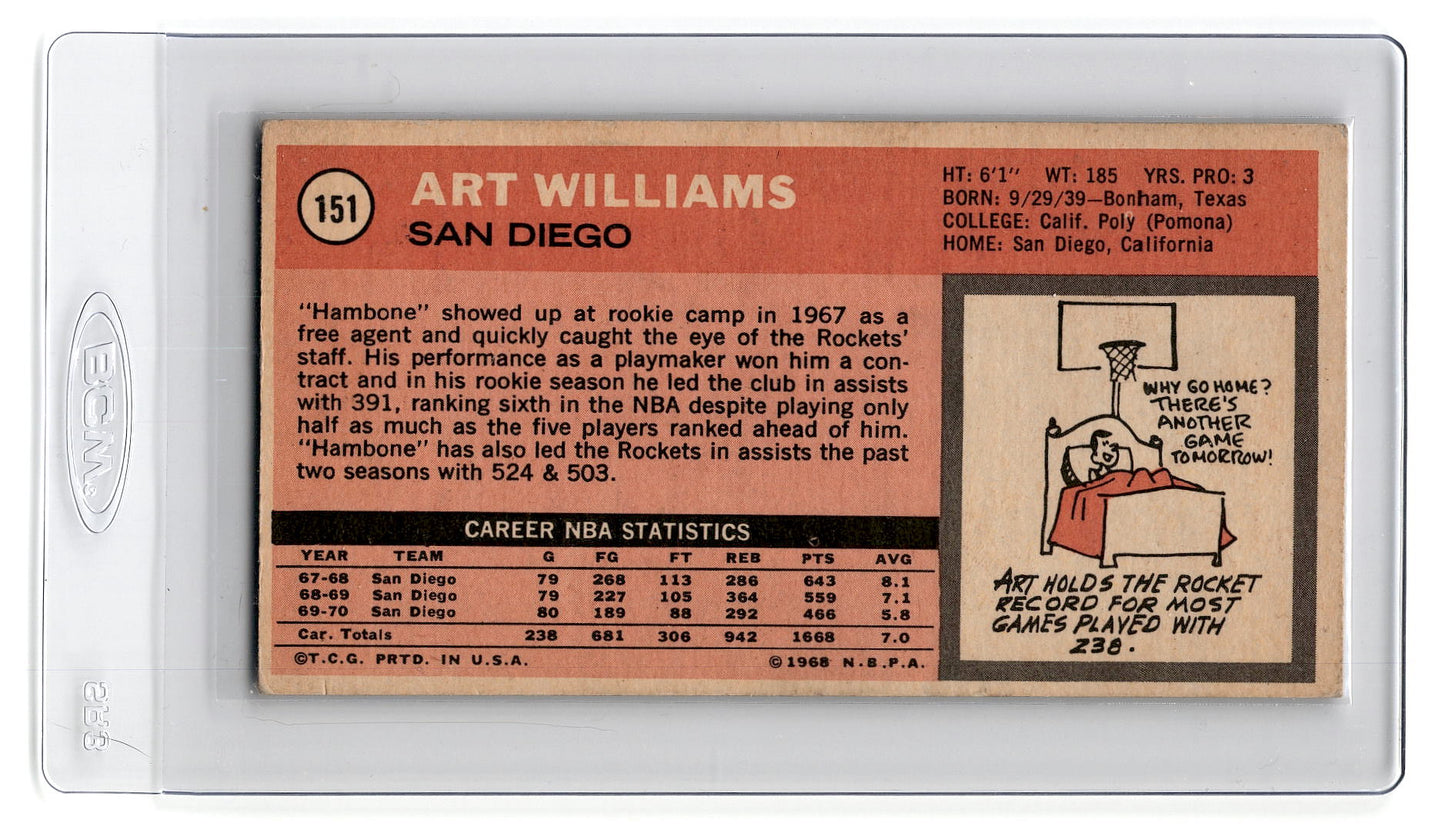 151
ART WILLIAMS
SAN DIEGO
HT: 6'1" WT: 185 YRS. PRO: 3
BORN: 9/29/39—Bonham, Texas
COLLEGE: Calif. Poly (Pomona)
HOME: San Diego, California
"Hambone" showed up at rookie camp in 1967 as a
free agent and quickly caught the eye of the Rockets'
staff. His performance as a playmaker won him a con-
tract and in his rookie season he led the club in assists
with 391, ranking sixth in the NBA despite playing only
half as much as the five players ranked ahead of him.
"Hambone" has also led the Rockets in assists the past
two seasons with 524 & 503.
CAREER NBA STATISTICS
YEAR TEAM G FG FT REB PTS AVG
67-68 San Diego 79 268 113 286 643 8.1
68-69 San Diego 79 227 105 364 559 7.1
69-70 San Diego 80 189 88 292 466 5.8
Car. Totals 238 681 306 942 1668 7.0
©T.C.G. PRTD. IN U.S.A. ©1968 N.B.P.A.
WHY GO HOME?
THERE'S
ANOTHER
GAME
TOMORROW!
ART HOLDS THE ROCKET
RECORD FOR MOST
GAMES PLAYED WITH
238.
BCW